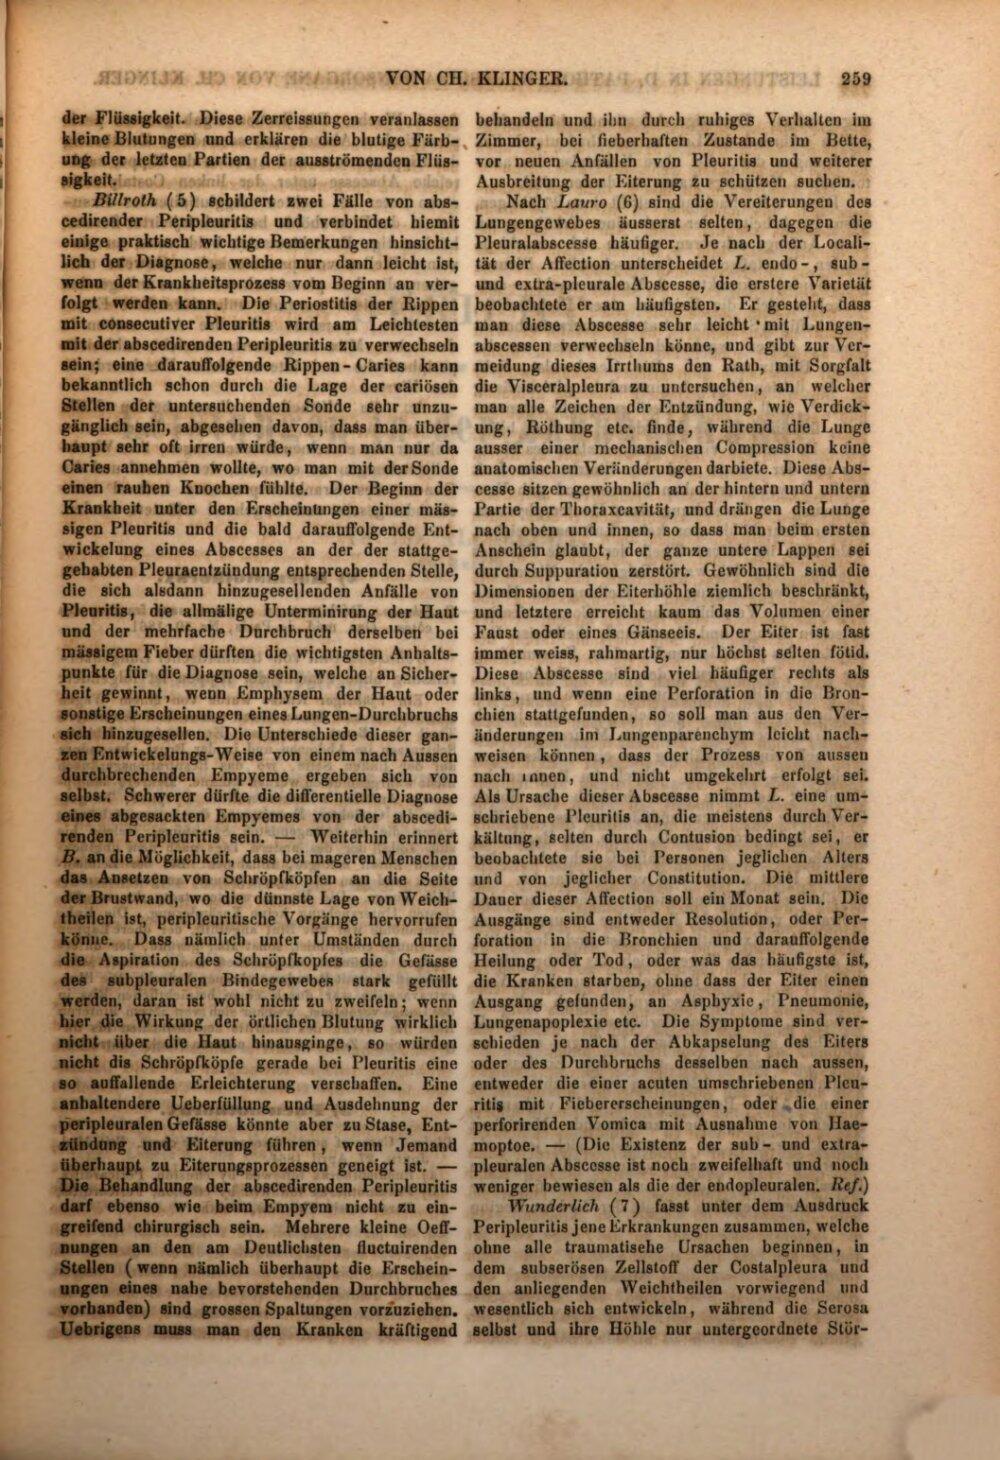 VON CH. KLINGER. 259
der Flüssigkeit. Diese Zerreissungen veranlassen
kleine Blutungen und erklären die blutige Färb-
ung der letzten Partien der ausströmenden Flüs-
sigkeit.
Billroth (5) schildert zwei Fälle von abs-
cedirender Peripleuritis und verbindet hiemit
einige praktisch wichtige Bemerkungen hinsicht-
lich der Diagnose, welche nur dann leicht ist,
wenn der Krankheitsprozess vom Beginn an ver-
folgt werden kann. Die Periostitis der Rippen
mit consecutiver Pleuritis wird am Leichtesten
mit der abscedirenden Peripleuritis zu verwechseln
sein; eine darauffolgende Rippen-Caries kann
bekanntlich schon durch die Lage der cariösen
Stellen der untersuchenden Sonde sehr unzu-
gänglich sein, abgesehen davon, dass man über-
haupt sehr oft irren würde, wenn man nur da
Caries annehmen wollte, wo man mit der Sonde
einen rauhen Knochen fühlte. Der Beginn der
Krankheit unter den Erscheinungen einer mäs-
sigen Pleuritis und die bald darauffolgende Ent-
wickelung eines Abscesses an der der stattge-
gehabten Pleuraentzündung entsprechenden Stelle,
die sich alsdann hinzugesellenden Anfälle von
Pleuritis, die allmälige Unterminirung der Haut
und der mehrfache Durchbruch derselben bei
mässigem Fieber dürften die wichtigsten Anhalts-
punkte für die Diagnose sein, welche an Sicher-
heit gewinnt, wenn Emphysem der Haut oder
sonstige Erscheinungen eines Lungen-Durchbruchs
sich hinzugesellen. Die Unterschiede dieser gan-
zen Entwickelungs-Weise von einem nach Aussen
durchbrechenden Empyeme ergeben sich von
selbst. Schwerer dürfte die differentielle Diagnose
eines abgesackten Empyemes von der abscedi-
renden Peripleuritis sein. — Weiterhin erinnert
B. an die Möglichkeit, dass bei mageren Menschen
das Ansetzen von Schröpfköpfen an die Seite
der Brustwand, wo die dünnste Lage von Weich-
theilen ist, peripleuritische Vorgänge hervorrufen
könne. Dass nämlich unter Umständen durch
die Aspiration des Schröpfkopfes die Gefässe
des subpleuralen Bindegewebes stark gefüllt
werden, daran ist wohl nicht zu zweifeln; wenn
hier die Wirkung der örtlichen Blutung wirklich
nicht über die Haut hinausginge, so würden
nicht dis Schröpfköpfe gerade bei Pleuritis eine
so auffallende Erleichterung verschaffen. Eine
anhaltendere Ueberfüllung und Ausdehnung der
peripleuralen Gefässe könnte aber zu Stase, Ent-
zündung und Eiterung führen, wenn Jemand
überhaupt zu Eiterungsprozessen geneigt ist. —
Die Behandlung der abscedirenden Peripleuritis
darf ebenso wie beim Empyem nicht zu ein-
greifend chirurgisch sein. Mehrere kleine Oeff-
nungen an den am Deutlichsten fluctuirenden
Stellen (wenn nämlich überhaupt die Erschein-
ungen eines nahe bevorstehenden Durchbruches
vorhanden) sind grossen Spaltungen vorzuziehen.
Uebrigens muss man den Kranken kräftigend
behandeln und ihn durch ruhiges Verhalten im
Zimmer, bei fieberhaften Zustande im Bette,
vor neuen Anfällen von Pleuritis und weiterer
Ausbreitung der Eiterung zu schützen suchen.
Nach Lauro (6) sind die Vereiterungen des
Lungengewebes äusserst selten, dagegen die
Pleuralabscesse häufiger. Je nach der Locali-
tät der Affection unterscheidet L. endo-, sub-
und extra-pleurale Abscesse, die erstere Varietät
beobachtete er am häufigsten. Er gesteht, dass
man diese Abscesse sehr leicht mit Lungen-
abscessen verwechseln könne, und gibt zur Ver-
meidung dieses Irrthums den Rath, mit Sorgfalt
die Visceralpleura zu untersuchen, an welcher
man alle Zeichen der Entzündung, wie Verdick-
ung, Röthung etc. finde, während die Lunge
ausser einer mechanischen Compression keine
anatomischen Veränderungen darbiete. Diese Abs-
cesse sitzen gewöhnlich an der hintern und untern
Partie der Thoraxcavität, und drängen die Lunge
nach oben und innen, so dass man beim ersten
Anschein glaubt, der ganze untere Lappen sei
durch Suppuration zerstört. Gewöhnlich sind die
Dimensionen der Eiterhöhle ziemlich beschränkt,
und letztere erreicht kaum das Volumen einer
Faust oder eines Gänseeis. Der Eiter ist fast
immer weiss, rahmartig, nur höchst selten fötid.
Diese Abscesse sind viel häufiger rechts als
links, und wenn eine Perforation in die Bron-
chien stattgefunden, so soll man aus den Ver-
änderungen im Lungenparenchym leicht nach-
weisen können, dass der Prozess von aussen
nach innen, und nicht umgekehrt erfolgt sei.
Als Ursache dieser Abscesse nimmt L. eine um-
schriebene Pleuritis an, die meistens durch Ver-
kältung, selten durch Contusion bedingt sei, er
beobachtete sie bei Personen jeglichen Alters
und von jeglicher Constitution. Die mittlere
Dauer dieser Affection soll ein Monat sein. Die
Ausgänge sind entweder Resolution, oder Per-
foration in die Bronchien und darauffolgende
Heilung oder Tod, oder was das häufigste ist,
die Kranken starben, ohne dass der Eiter einen
Ausgang gefunden, an Asphyxie, Pneumonie,
Lungenapoplexie etc. Die Symptome sind ver-
schieden je nach der Abkapselung des Eiters
oder des Durchbruchs desselben nach aussen,
entweder die einer acuten umschriebenen Pleu-
ritis mit Fiebererscheinungen, oder die einer
perforirenden Vomica mit Ausnahme von Hae-
moptoe. — (Die Existenz der sub- und extra-
pleuralen Abscesse ist noch zweifelhaft und noch
weniger bewiesen als die der endopleuralen. Ref.)
Wunderlich (7) fasst unter dem Ausdruck
Peripleuritis jene Erkrankungen zusammen, welche
ohne alle traumatische Ursachen beginnen, in
dem subserösen Zellstoff der Costalpleura und
den anliegenden Weichtheilen vorwiegend und
wesentlich sich entwickeln, während die Serosa
selbst und ihre Höhle nur untergeordnete Stör-